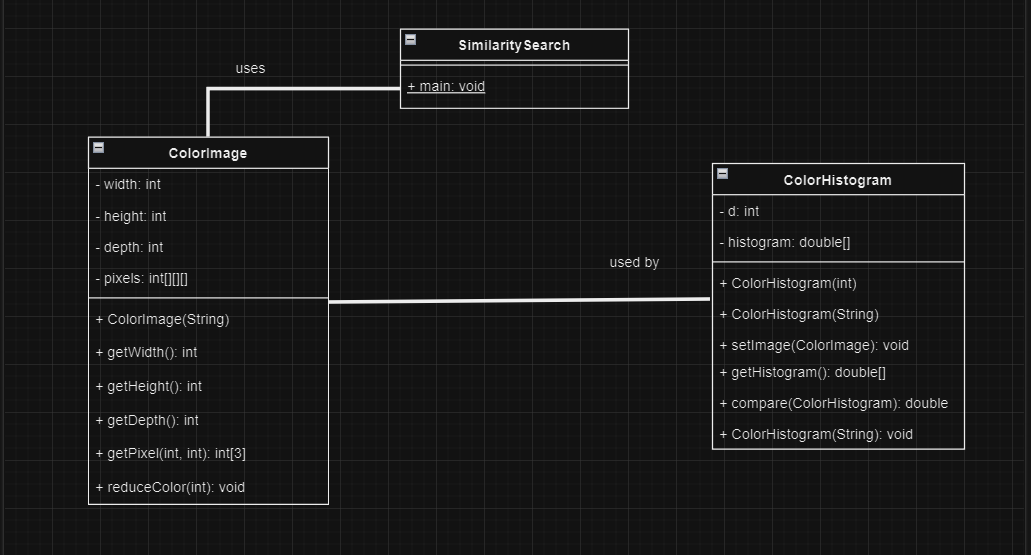 SimilaritySearch
+ main: void
uses
ColorImage
- width: int
- height: int
- depth: int
- pixels: int[][][]
+ ColorImage(String)
+ getWidth(): int
+ getHeight(): int
+ getDepth(): int
+ getPixel(int, int): int[3]
+ reduceColor(int): void
used by
ColorHistogram
- d: int
- histogram: double[]
+ ColorHistogram(int)
+ ColorHistogram(String)
+ setImage(ColorImage): void
+ getHistogram(): double[]
+ compare(ColorHistogram): double
+ ColorHistogram(String): void